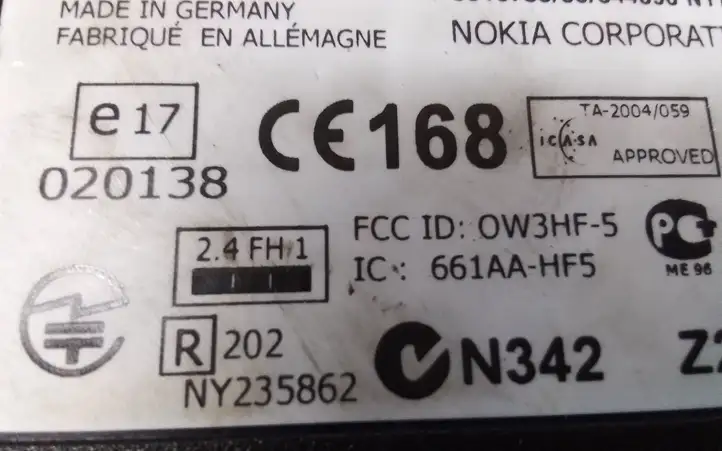 MADE IN GERMANY
FABRIQUÉ EN ALLÉMAGNE
NOKIA
e 17
020138
CE168
TA-2004/059
ICASA
APPROVED
2.4 FH 1
FCC ID: OW3HF-5
IC : 661AA-HF5
PC
ME 96
R 202
NY235862
N342